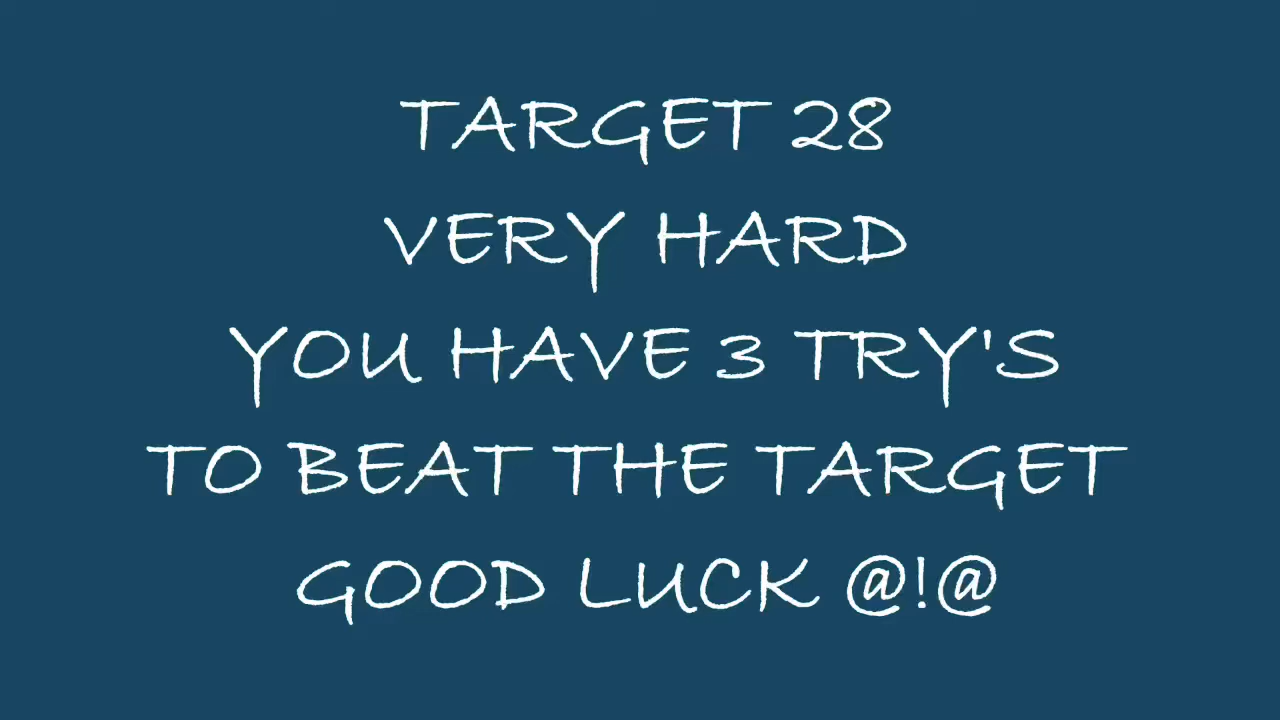 TARGET 28
VERY HARD
YOU HAVE 3 TRY'S
TO BEAT THE TARGET
GOOD LUCK @!@